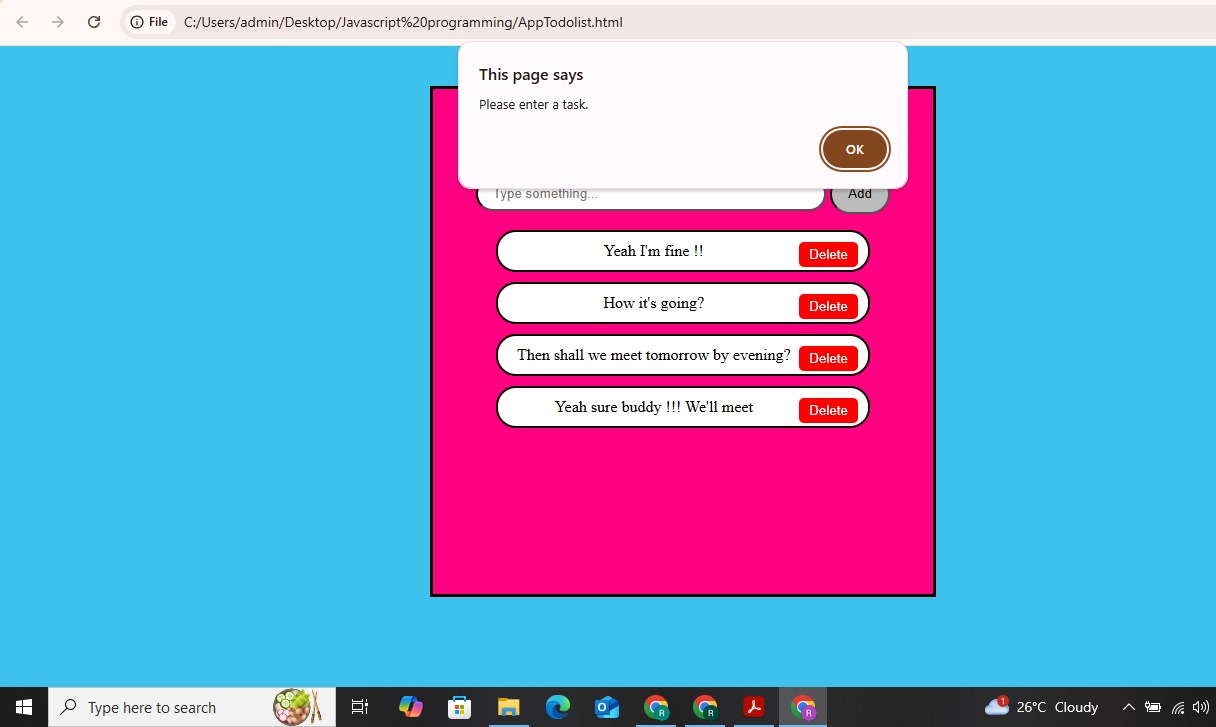 File C:/Users/admin/Desktop/Javascript%20programming/AppTodolist.html
This page says
Please enter a task.
OK
Type something... Add
Yeah I'm fine !! Delete
How it's going? Delete
Then shall we meet tomorrow by evening? Delete
Yeah sure buddy !!! We'll meet Delete
Type here to search R R R 1 26°C Cloudy